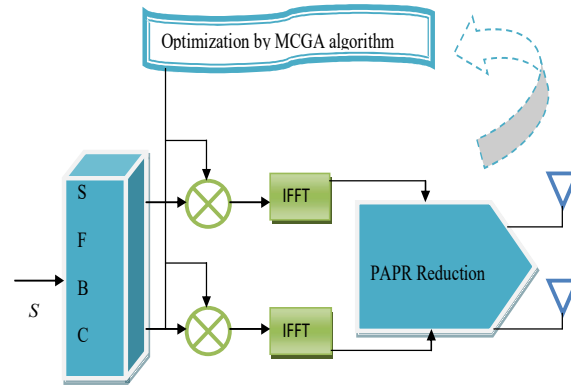 Optimization by MCGA algorithm
S
F
B
C
IFFT
PAPR Reduction
S
IFFT